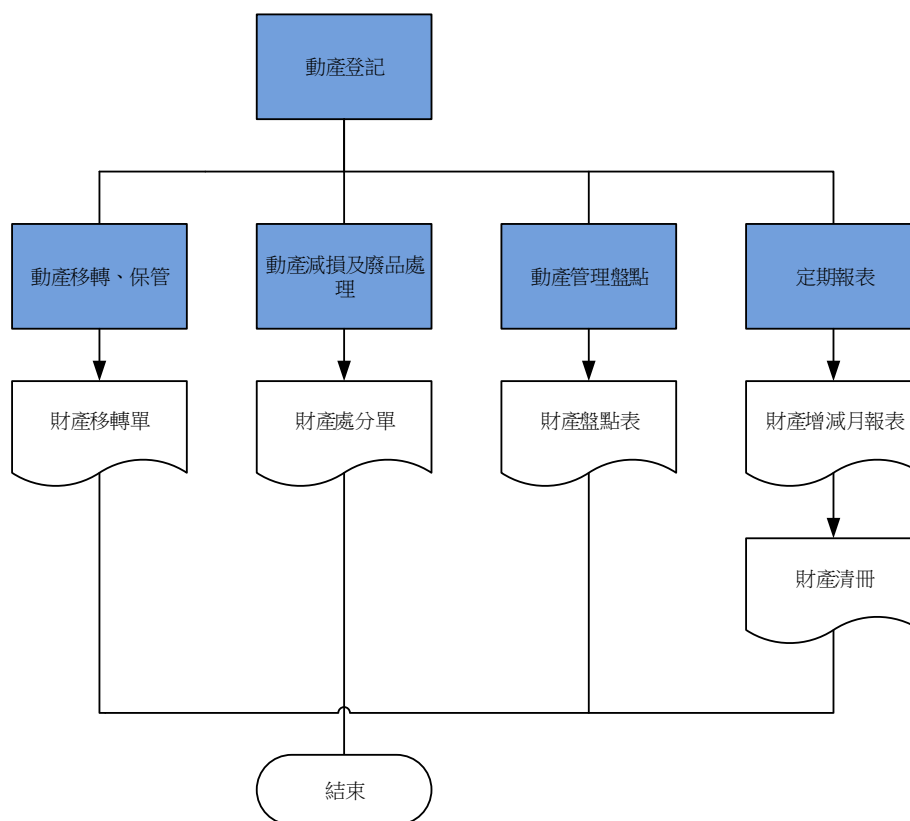 動產登記
動產移轉、保管
動產減損及廢品處
理
動產管理盤點
定期報表
財產移轉單
財產處分單
財產盤點表
財產增減月報表
財產清冊
結束